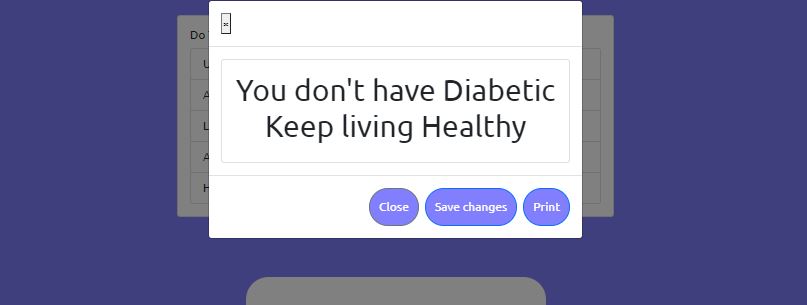 ×
Do
U
A
L
A
H
You don't have Diabetic
Keep living Healthy
Close
Save changes
Print